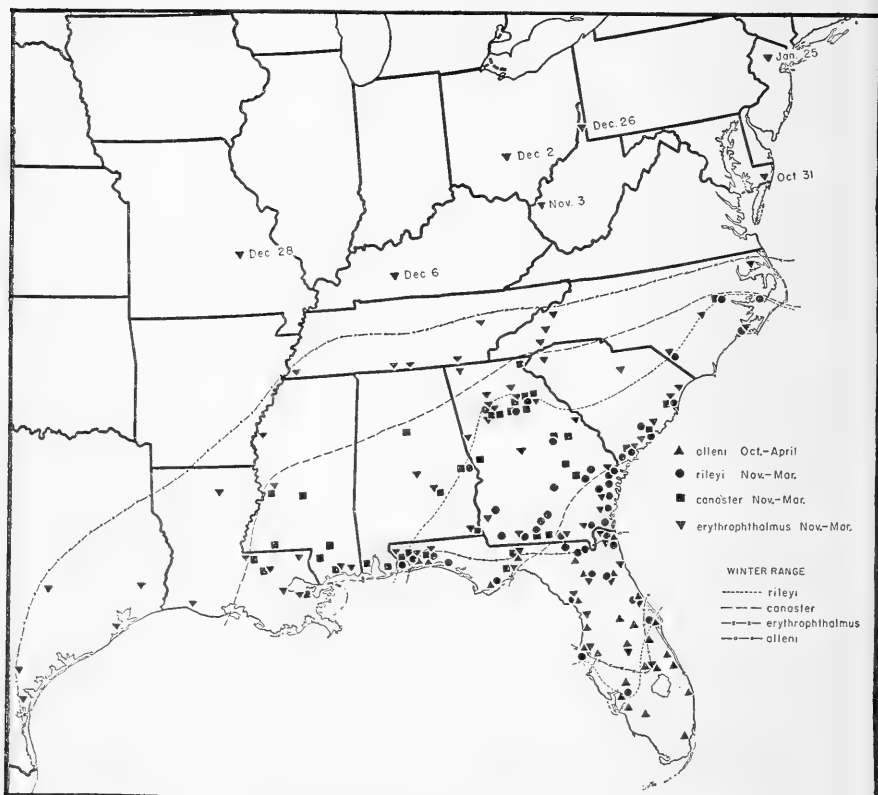 Jan. 25
Dec. 26
Dec 2
Oct 31
Nov. 3
Dec 28
Dec 6
alleni Oct.-April
rileyi Nov.-Mar.
canaster Nov.-Mar.
erythrophthalmus Nov.-Mar.
WINTER RANGE
rileyi
canaster
erythrophthalmus
alleni